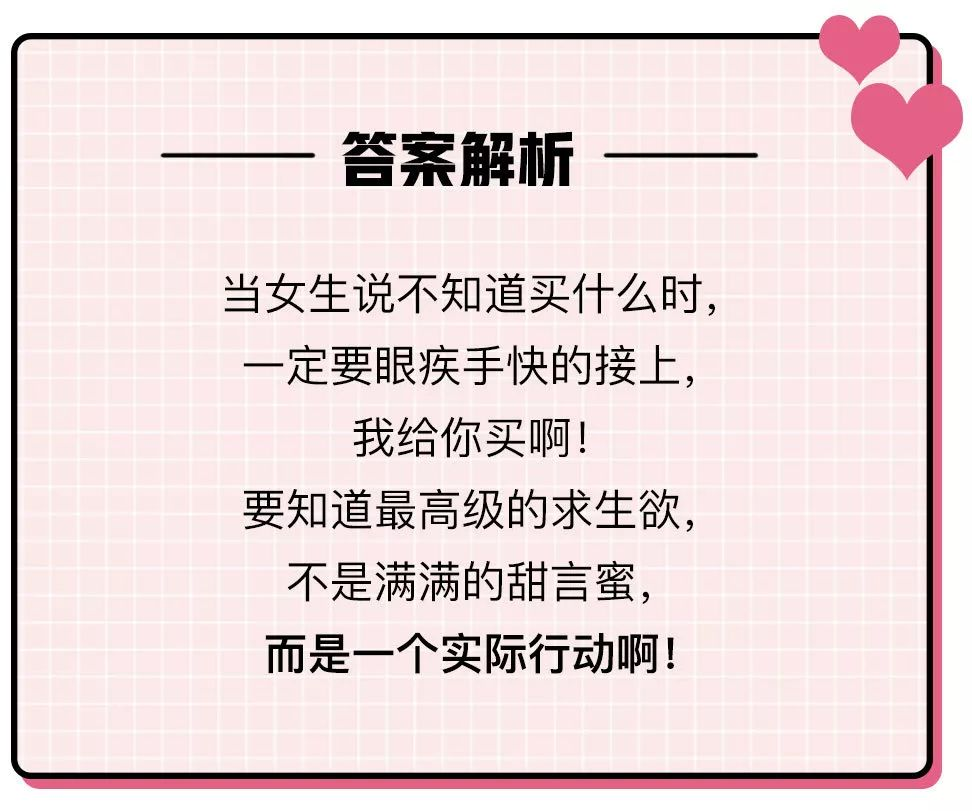 答案解析
当女生说不知道买什么时，
一定要眼疾手快的接上，
我给你买啊！
要知道最高级的求生欲，
不是满满的甜言蜜，
而是一个实际行动啊！